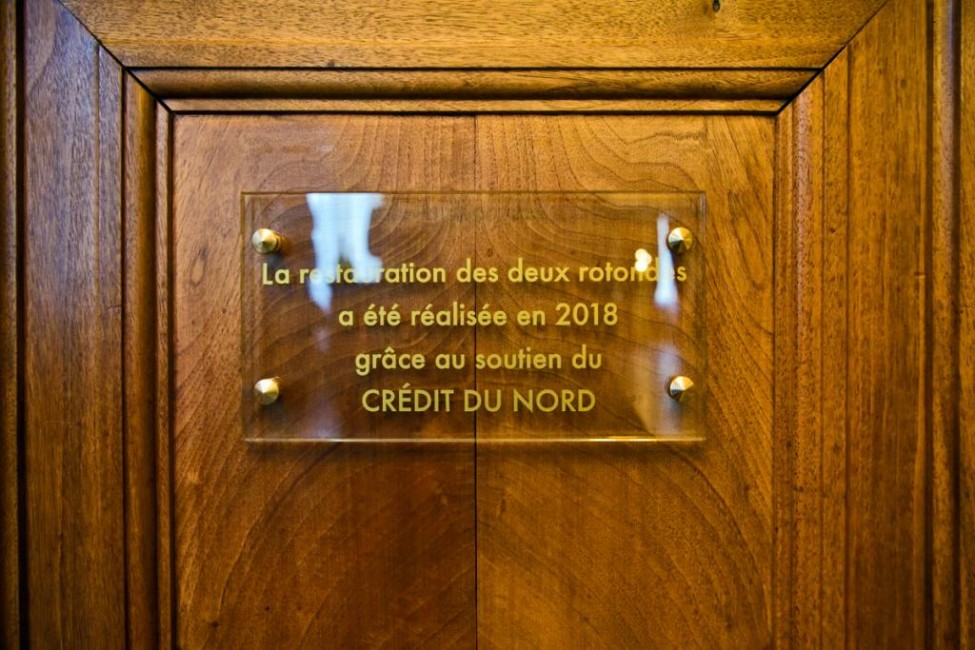 La restauration des deux rotondes
a été réalisée en 2018
grâce au soutien du
CRÉDIT DU NORD